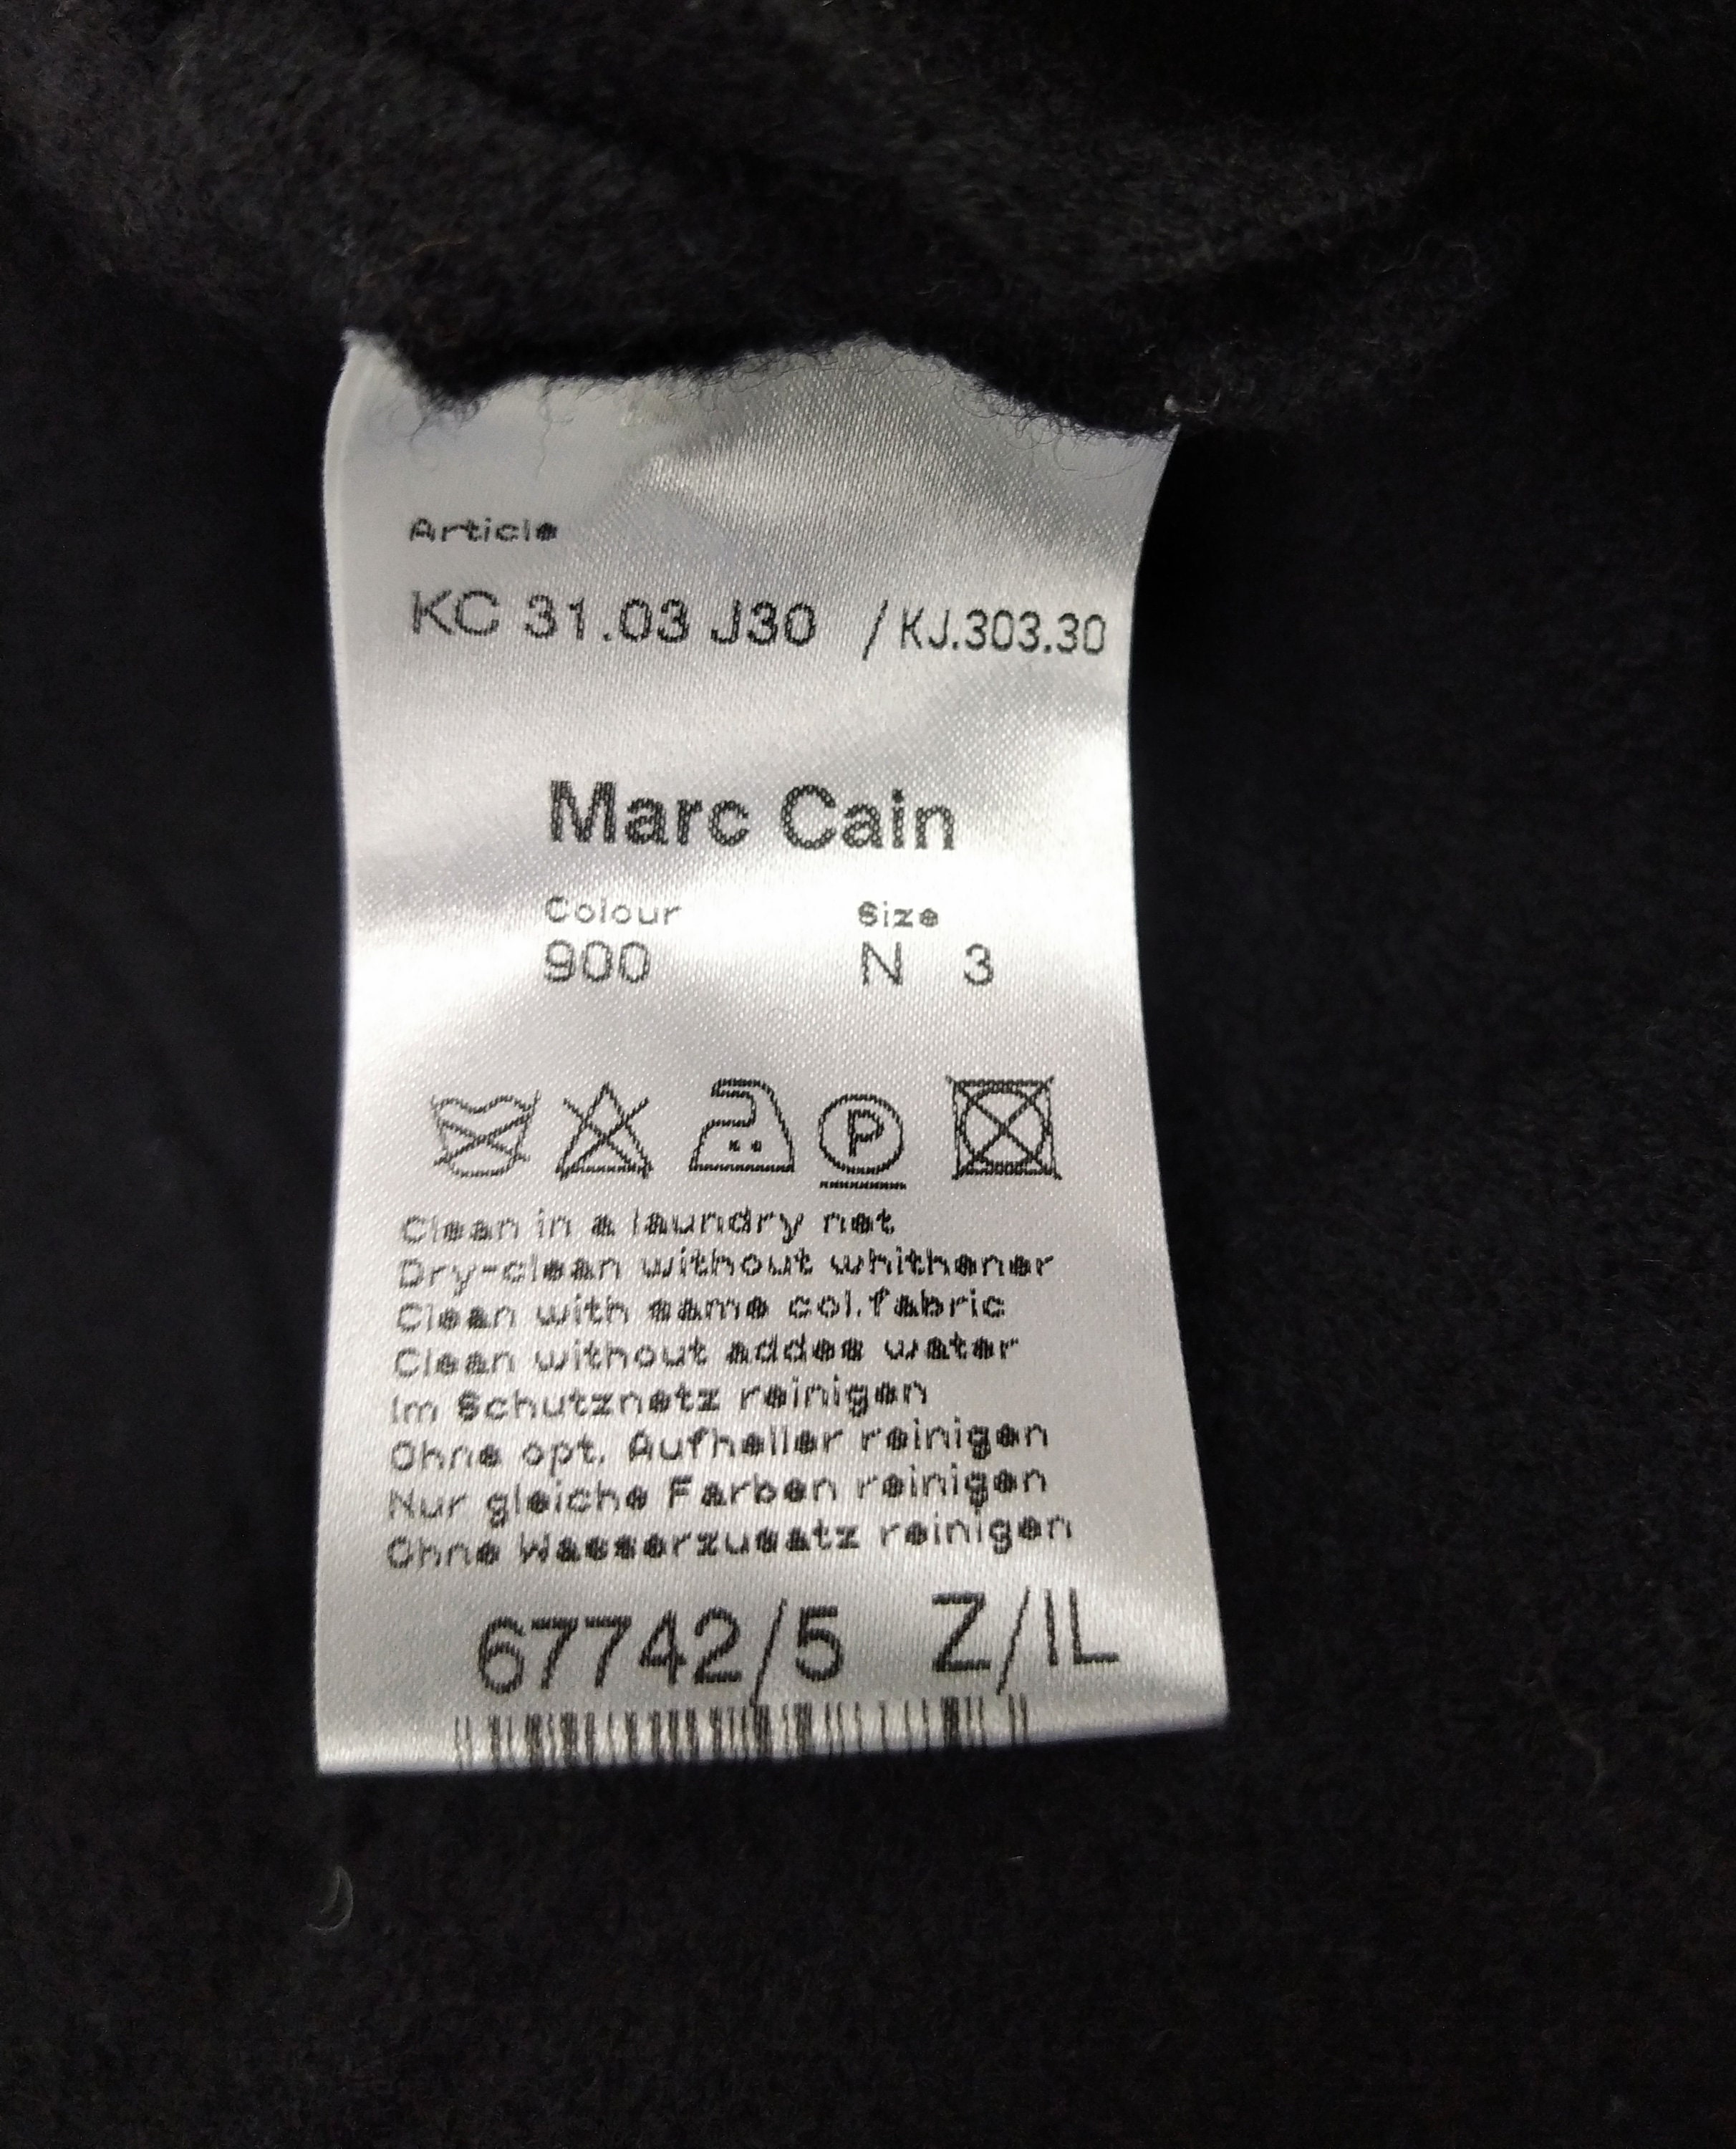 Article
KC 31.03 J30 / KJ.303.30
Marc Cain
Colour Size
900 N 3
P
Clean in a laundry net
Dry-clean without whithener
Clean with same col.fabric
Clean without addes water
Im Schutznetz reinigen
Ohne opt. Aufheller reinigen
Nur gleiche Farben reinigen
Ohne Wasserzusatz reinigen
67742/5 Z/IL